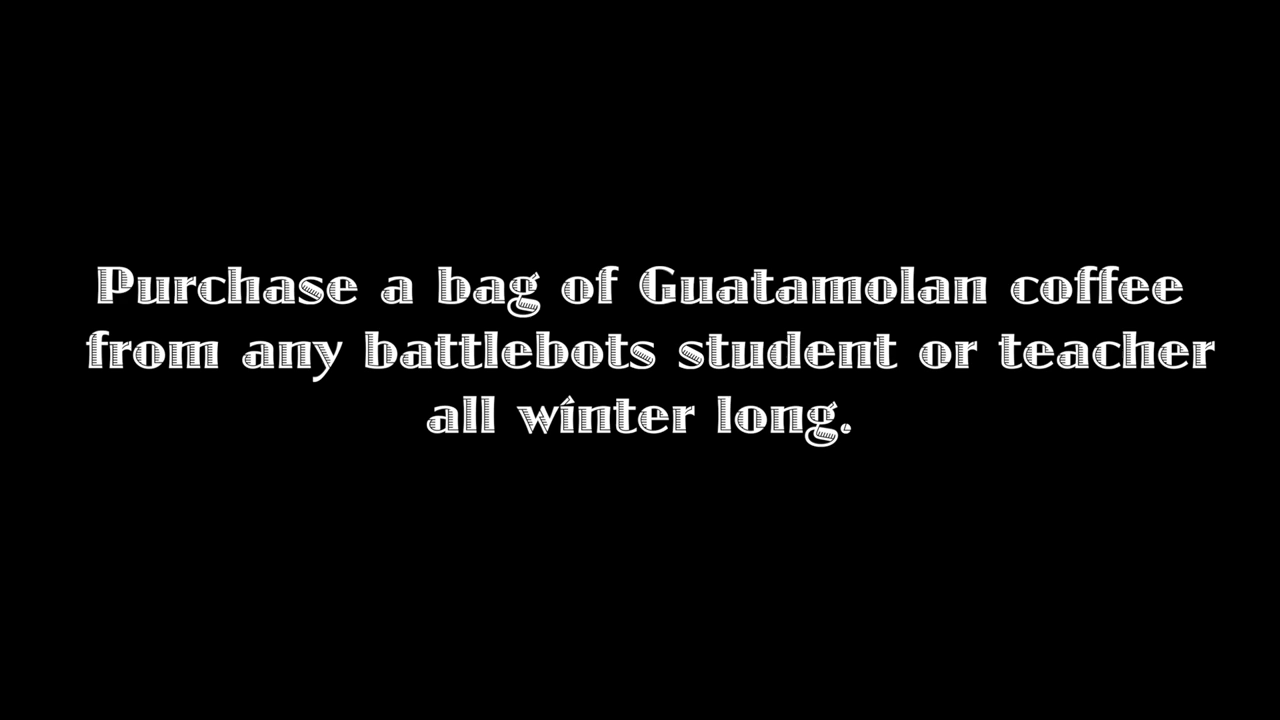 Purchase a bag of Guatamolan coffee
from any battlebots student or teacher
all winter long.